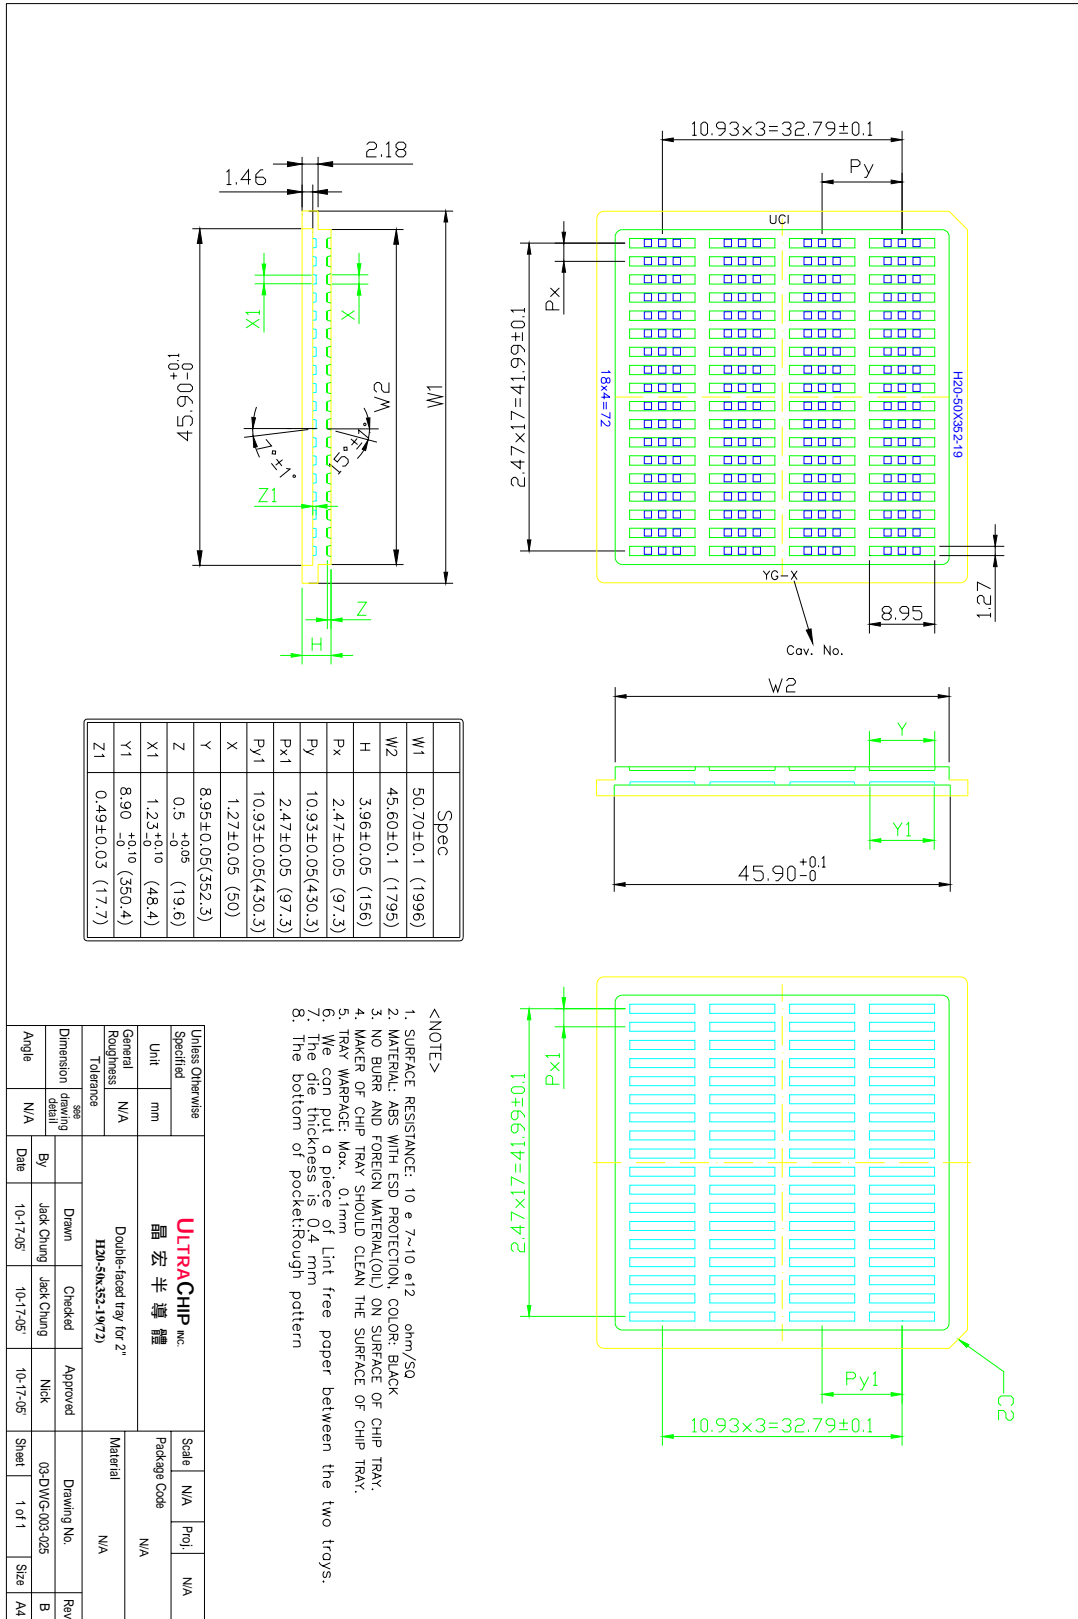 10.93x3=32.79±0.1
Py
2.18
1.46
UCI
Px
2.47x17=41.99±0.1
18x4=72
H20-50X352-19
YG-X
Cav. No.
8.95
1.27
X1
X
W1
W2
45.90-0
+0.1
7°±1°
15°±1°
Z1
Z
H
W2
Y
Y1
45.90-0
+0.1
Px1
2.47x17=41.99±0.1
Py1
10.93x3=32.79±0.1
C2
Spec
W1 50.70±0.1 (1996)
W2 45.60±0.1 (1795)
H 3.96±0.05 (156)
Px 2.47±0.05 (97.3)
Py 10.93±0.05(430.3)
Px1 2.47±0.05 (97.3)
Py1 10.93±0.05(430.3)
X 1.27±0.05 (50)
Y 8.95±0.05(352.3)
Z 0.5 +0.05 -0 (19.6)
X1 1.23 +0.10 -0 (48.4)
Y1 8.90 +0.10 -0 (350.4)
Z1 0.49±0.03 (17.7)
<NOTE>
1. SURFACE RESISTANCE: 10 e 7~10 e12 ohm/SQ
2. MATERIAL: ABS WITH ESD PROTECTION, COLOR: BLACK
3. NO BURR AND FOREIGN MATERIAL(OIL) ON SURFACE OF CHIP TRAY.
4. MAKER OF CHIP TRAY SHOULD CLEAN THE SURFACE OF CHIP TRAY.
5. TRAY WARPAGE: Max. 0.1mm
6. We can put a piece of Lint free paper between the two trays.
7. The die thickness is 0.4 mm
8. The bottom of pocket:Rough pattern
Unless Otherwise Specified
Unit mm
General Roughness N/A
Tolerance
Dimension see drawing detail
Angle N/A
ULTRACHIP INC.
晶宏半導體
Double-faced tray for 2"
H20-50x352-19(72)
Scale N/A Proj. N/A
Package Code N/A
Material N/A
Drawn Checked Approved Drawing No. Rev
By Jack Chung Jack Chung Nick 03-DWG-003-025 B
Date 10-17-05' 10-17-05' 10-17-05' Sheet 1 of 1 Size A4